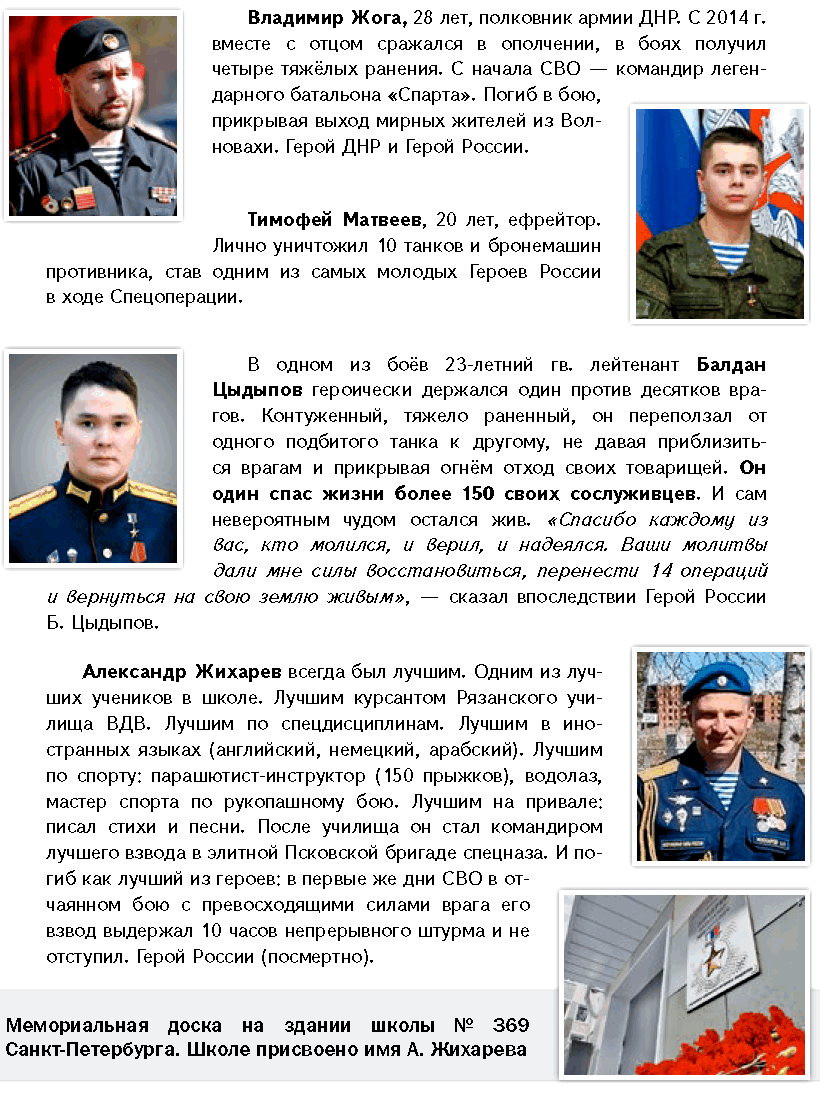 Владимир Жога, 28 лет, полковник армии ДНР. С 2014 г.
вместе с отцом сражался в ополчении, в боях получил
четыре тяжёлых ранения. С начала СВО — командир леген-
дарного батальона «Спарта». Погиб в бою,
прикрывая выход мирных жителей из Вол-
новахи. Герой ДНР и Герой России.
Тимофей Матвеев, 20 лет, ефрейтор.
Лично уничтожил 10 танков и бронемашин
противника, став одним из самых молодых Героев России
в ходе Спецоперации.
В одном из боёв 23-летний гв. лейтенант Балдан
Цыдыпов героически держался один против десятков вра-
гов. Контуженный, тяжело раненный, он переползал от
одного подбитого танка к другому, не давая приблизить-
ся врагам и прикрывая огнём отход своих товарищей. Он
один спас жизни более 150 своих сослуживцев. И сам
невероятным чудом остался жив. «Спасибо каждому из
вас, кто молился, и верил, и надеялся. Ваши молитвы
дали мне силы восстановиться, перенести 14 операций
и вернуться на свою землю живым», — сказал впоследствии Герой России
Б. Цыдыпов.
Александр Жихарев всегда был лучшим. Одним из луч-
ших учеников в школе. Лучшим курсантом Рязанского учи-
лища ВДВ. Лучшим по спецдисциплинам. Лучшим в ино-
странных языках (английский, немецкий, арабский). Лучшим
по спорту: парашютист-инструктор (150 прыжков), водолаз,
мастер спорта по рукопашному бою. Лучшим на привале:
писал стихи и песни. После училища он стал командиром
лучшего взвода в элитной Псковской бригаде спецназа. И по-
гиб как лучший из героев: в первые же дни СВО в от-
чаянном бою с превосходящими силами врага его
взвод выдержал 10 часов непрерывного штурма и не
отступил. Герой России (посмертно).
Мемориальная доска на здании школы № 369
Санкт-Петербурга. Школе присвоено имя А. Жихарева